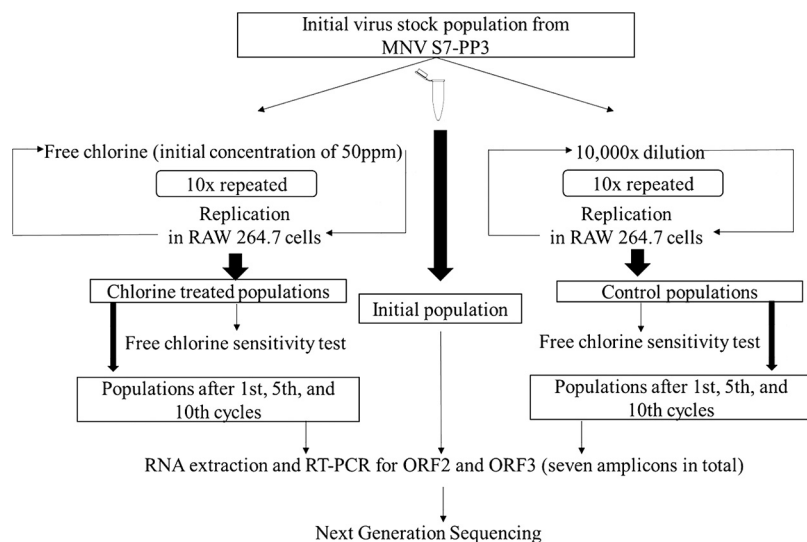 Initial virus stock population from
MNV S7-PP3
Free chlorine (initial concentration of 50ppm)
10x repeated
Replication
in RAW 264.7 cells
10,000x dilution
10x repeated
Replication
in RAW 264.7 cells
Chlorine treated populations
Initial population
Control populations
Free chlorine sensitivity test
Free chlorine sensitivity test
Populations after 1st, 5th, and
10th cycles
Populations after 1st, 5th, and
10th cycles
RNA extraction and RT-PCR for ORF2 and ORF3 (seven amplicons in total)
Next Generation Sequencing